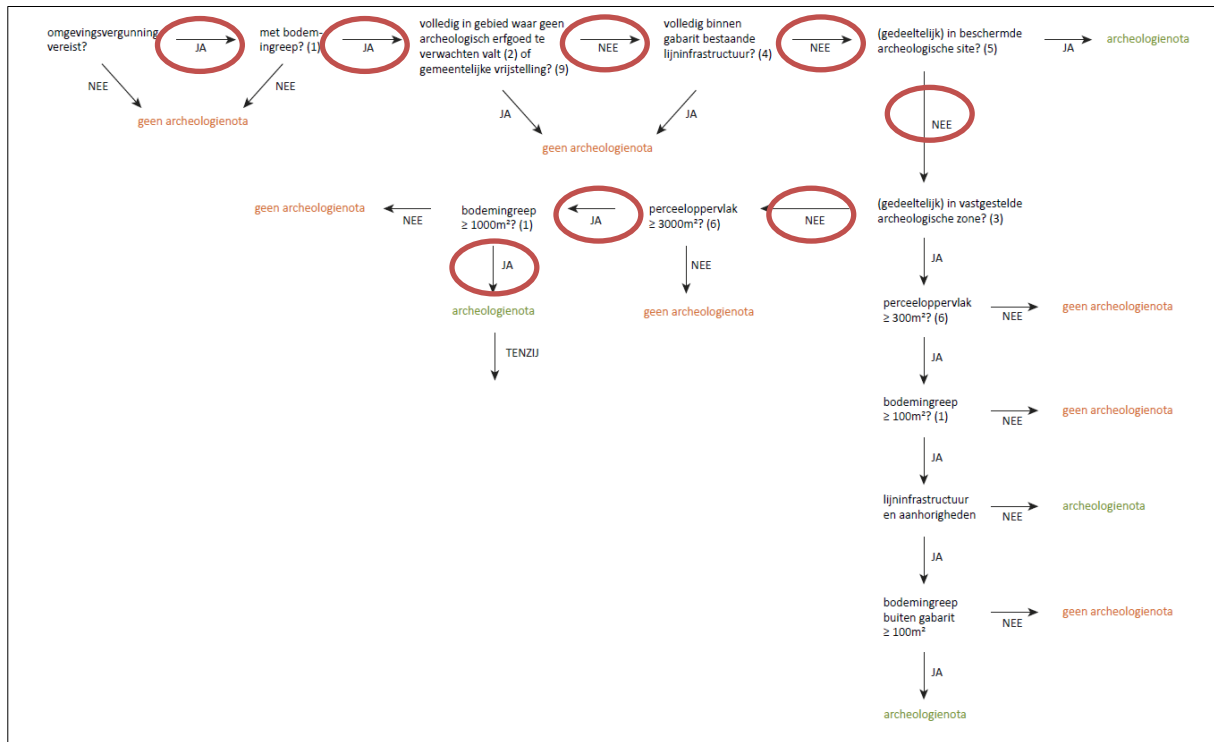 omgevingsvergunning
vereist?
JA
met bodem-
ingreep? (1)
JA
volledig in gebied waar geen
archeologisch erfgoed te
verwachten valt (2) of
gemeentelijke vrijstelling? (9)
NEE
volledig binnen
gabarit bestaande
lijninfrastructuur? (4)
NEE
(gedeeltelijk) in beschermde
archeologische site? (5)
JA
archeologienota
NEE
NEE
geen archeologienota
JA
JA
geen archeologienota
NEE
geen archeologienota
NEE
bodemingreep
≥ 1000m²? (1)
JA
perceeloppervlak
≥ 3000m²? (6)
NEE
(gedeeltelijk) in vastgestelde
archeologische zone? (3)
JA
archeologienota
TENZIJ
NEE
geen archeologienota
JA
perceeloppervlak
≥ 300m²? (6)
NEE
geen archeologienota
JA
bodemingreep
≥ 100m²? (1)
NEE
geen archeologienota
JA
lijninfrastructuur
en aanhorigheden
NEE
archeologienota
JA
bodemingreep
buiten gabarit
≥ 100m²
NEE
geen archeologienota
JA
archeologienota